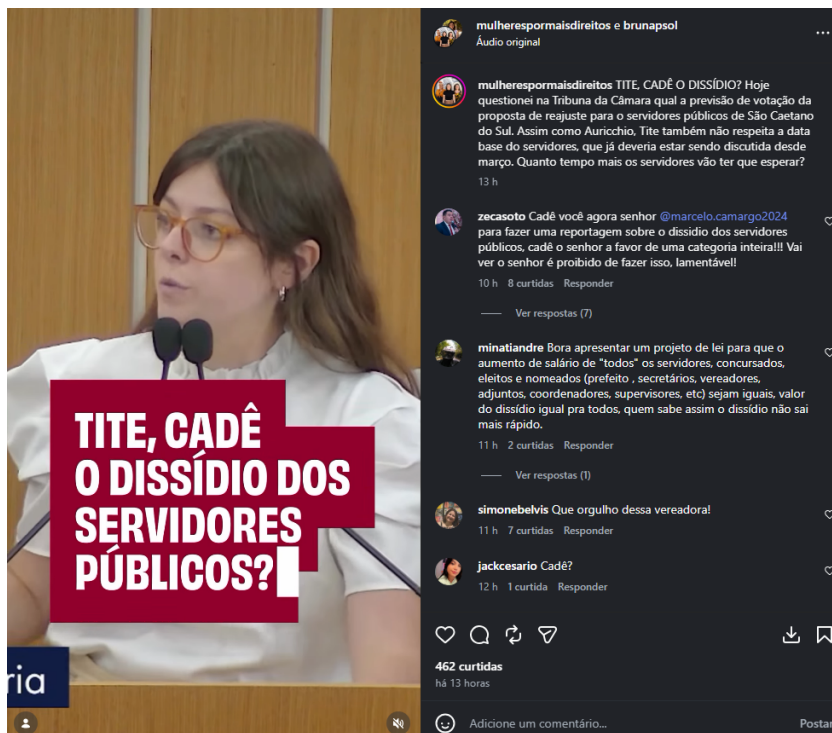 mulherespormaisdireitos e brunapsol
Áudio original
mulherespormaisdireitos TITE, CADÊ O DISSÍDIO? Hoje
questionei na Tribuna da Câmara qual a previsão de votação da
proposta de reajuste para o servidores públicos de São Caetano
do Sul. Assim como Auricchio, Tite também não respeita a data
base do servidores, que já deveria estar sendo discutida desde
março. Quanto tempo mais os servidores vão ter que esperar?
13 h
zecasoto Cadê você agora senhor @marcelo.camargo2024
para fazer uma reportagem sobre o dissidio dos servidores
públicos, cadê o senhor a favor de uma categoria inteira!!! Vai
ver o senhor é proibido de fazer isso, lamentável!
10 h 8 curtidas Responder
Ver respostas (7)
minatiandre Bora apresentar um projeto de lei para que o
aumento de salário de "todos" os servidores, concursados,
eleitos e nomeados (prefeito , secretários, vereadores,
adjuntos, coordenadores, supervisores, etc) sejam iguais, valor
do dissídio igual pra todos, quem sabe assim o dissídio não sai
mais rápido.
11 h 2 curtidas Responder
Ver respostas (1)
simonebelvis Que orgulho dessa vereadora!
11 h 7 curtidas Responder
jackcesario Cadê?
12 h 1 curtida Responder
462 curtidas
há 13 horas
Adicione um comentário...
Postar
TITE, CADÊ
O DISSÍDIO DOS
SERVIDORES
PÚBLICOS?
ria